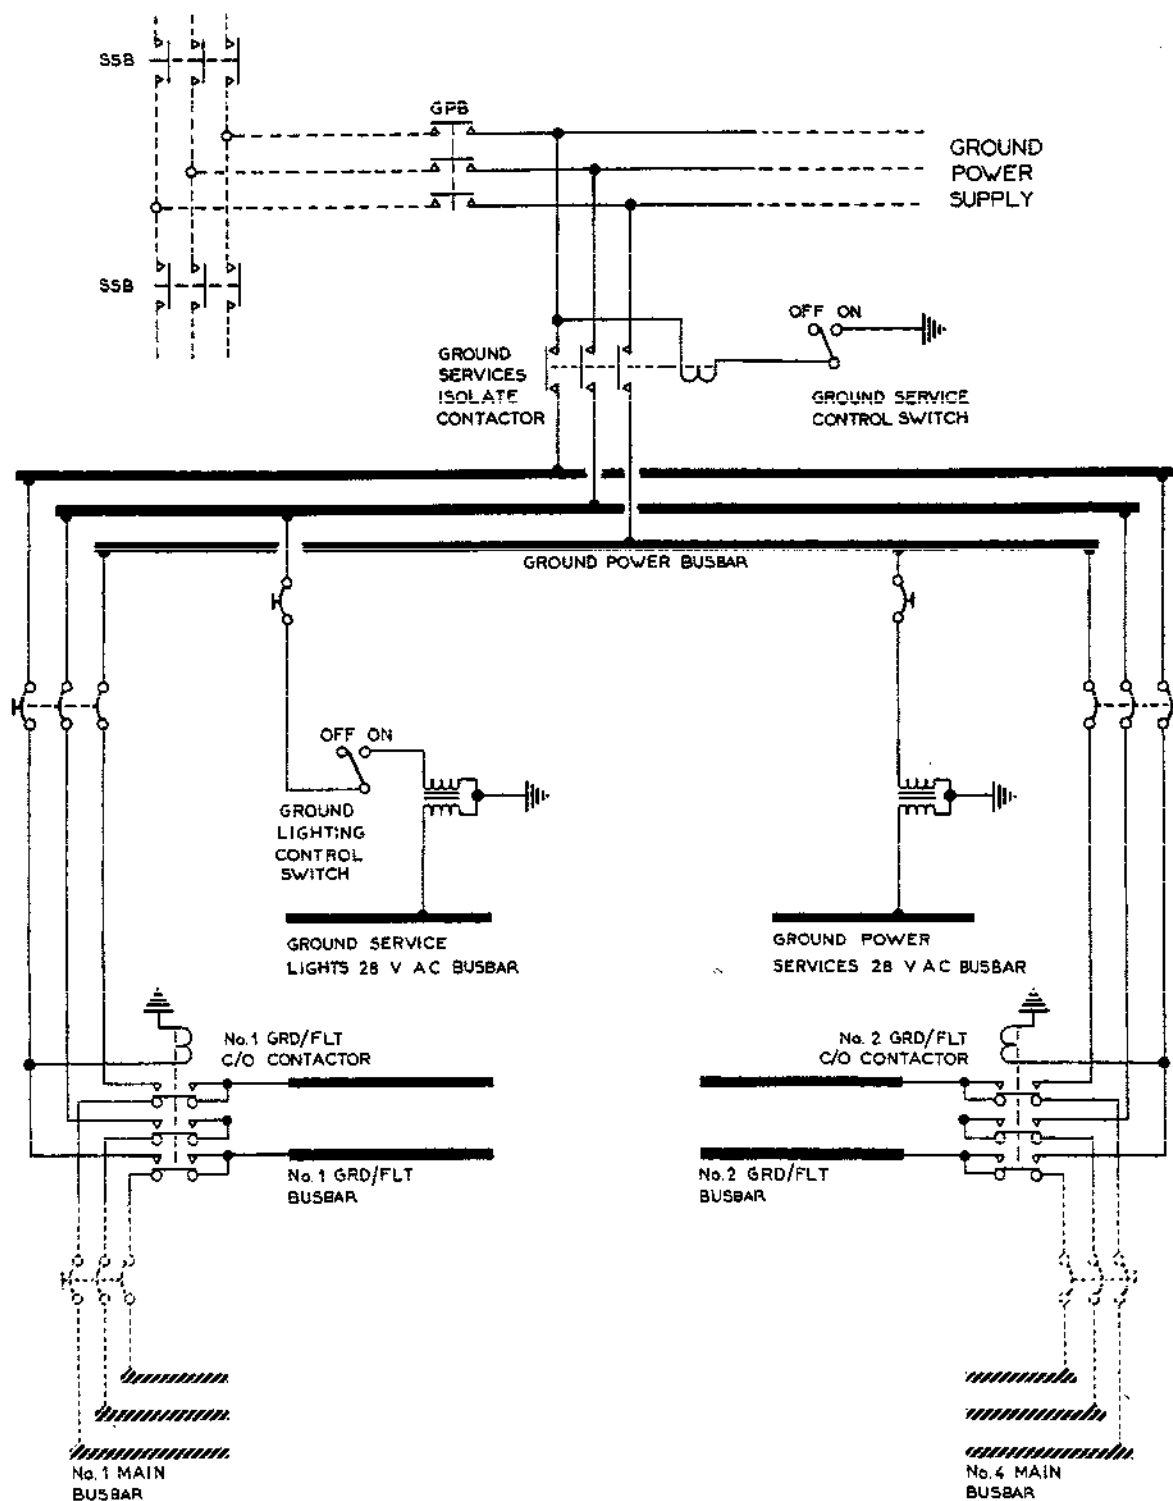 SSB
GPB
GROUND
POWER
SUPPLY
SSB
OFF ON
GROUND
SERVICES
ISOLATE
CONTACTOR
GROUND SERVICE
CONTROL SWITCH
GROUND POWER BUSBAR
OFF ON
GROUND
LIGHTING
CONTROL
SWITCH
GROUND SERVICE
LIGHTS 28 V AC BUSBAR
GROUND POWER
SERVICES 28 V AC BUSBAR
No.1 GRD/FLT
C/O CONTACTOR
No. 2 GRD/FLT
C/O CONTACTOR
No.1 GRD/FLT
BUSBAR
No.2 GRD/FLT
BUSBAR
No.1 MAIN
BUSBAR
No.4 MAIN
BUSBAR